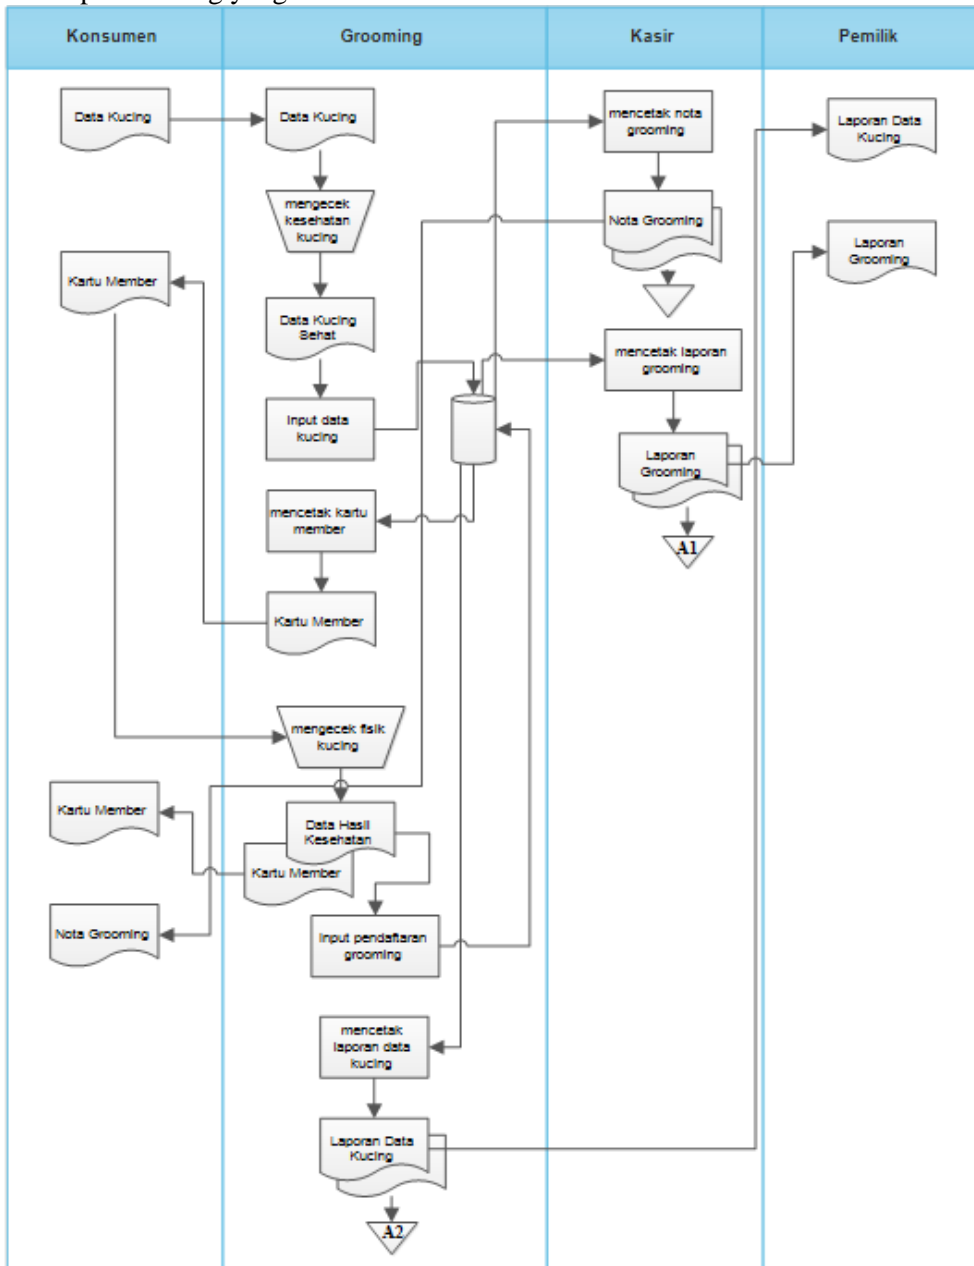 Konsumen
Grooming
Kasir
Pemilik
Data Kucing
Data Kucing
mencetak nota
grooming
Laporan Data
Kucing
mengecek
kesehatan
kucing
Nota Grooming
Laporan
Grooming
Kartu Member
Data Kucing
Sehat
mencetak laporan
grooming
Input data
kucing
Laporan
Grooming
mencetak kartu
member
A1
Kartu Member
mengecek fisik
kucing
Kartu Member
Data Hasil
Kesehatan
Kartu Member
Nota Grooming
Input pendaftaran
grooming
mencetak
laporan data
kucing
Laporan Data
Kucing
A2